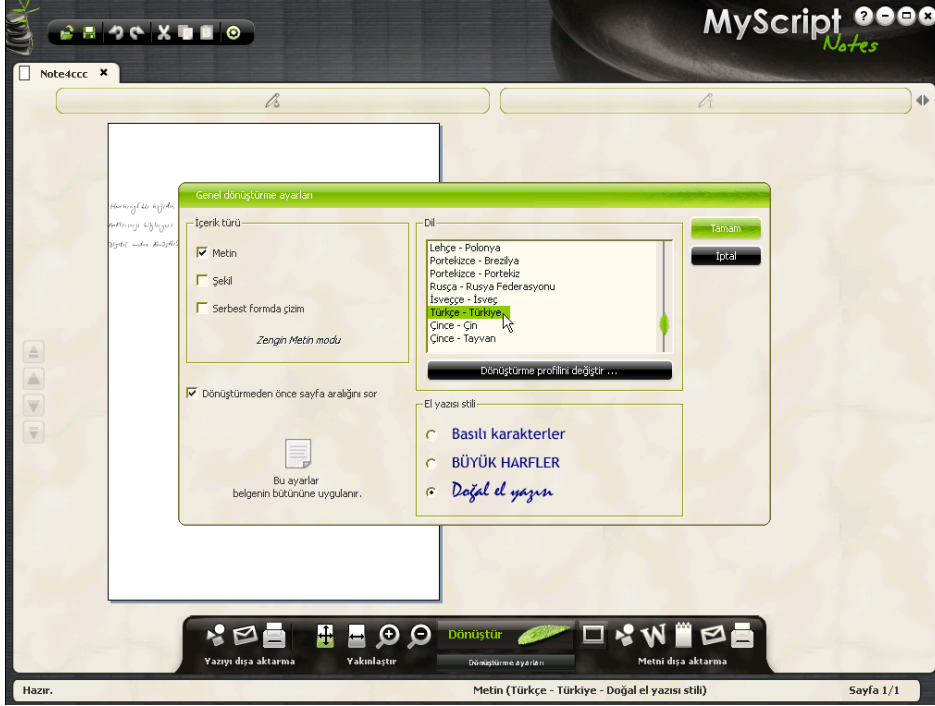 MyScript
Notes
Note4ccc
Genel dönüştürme ayarları
İçerik türü
Metin
Şekil
Serbest formda çizim
Zengin Metin modu
Dönüştürmeden önce sayfa aralığını sor
Bu ayarlar
belgenin bütününe uygulanır.
Dil
Lehçe - Polonya
Portekizce - Brezilya
Portekizce - Portekiz
Rusça - Rusya Federasyonu
İsveççe - İsveç
Türkçe - Türkiye
Çince - Çin
Çince - Tayvan
Dönüştürme profilini değiştir ...
El yazısı stili
Basılı karakterler
BÜYÜK HARFLER
Doğal el yazın
Tamam
İptal
Yazıyı dışa aktarma
Yakınlaştır
Dönüştür
Dönüştürme ayarları
Metni dışa aktarma
Hazır.
Metin (Türkçe - Türkiye - Doğal el yazısı stili)
Sayfa 1/1